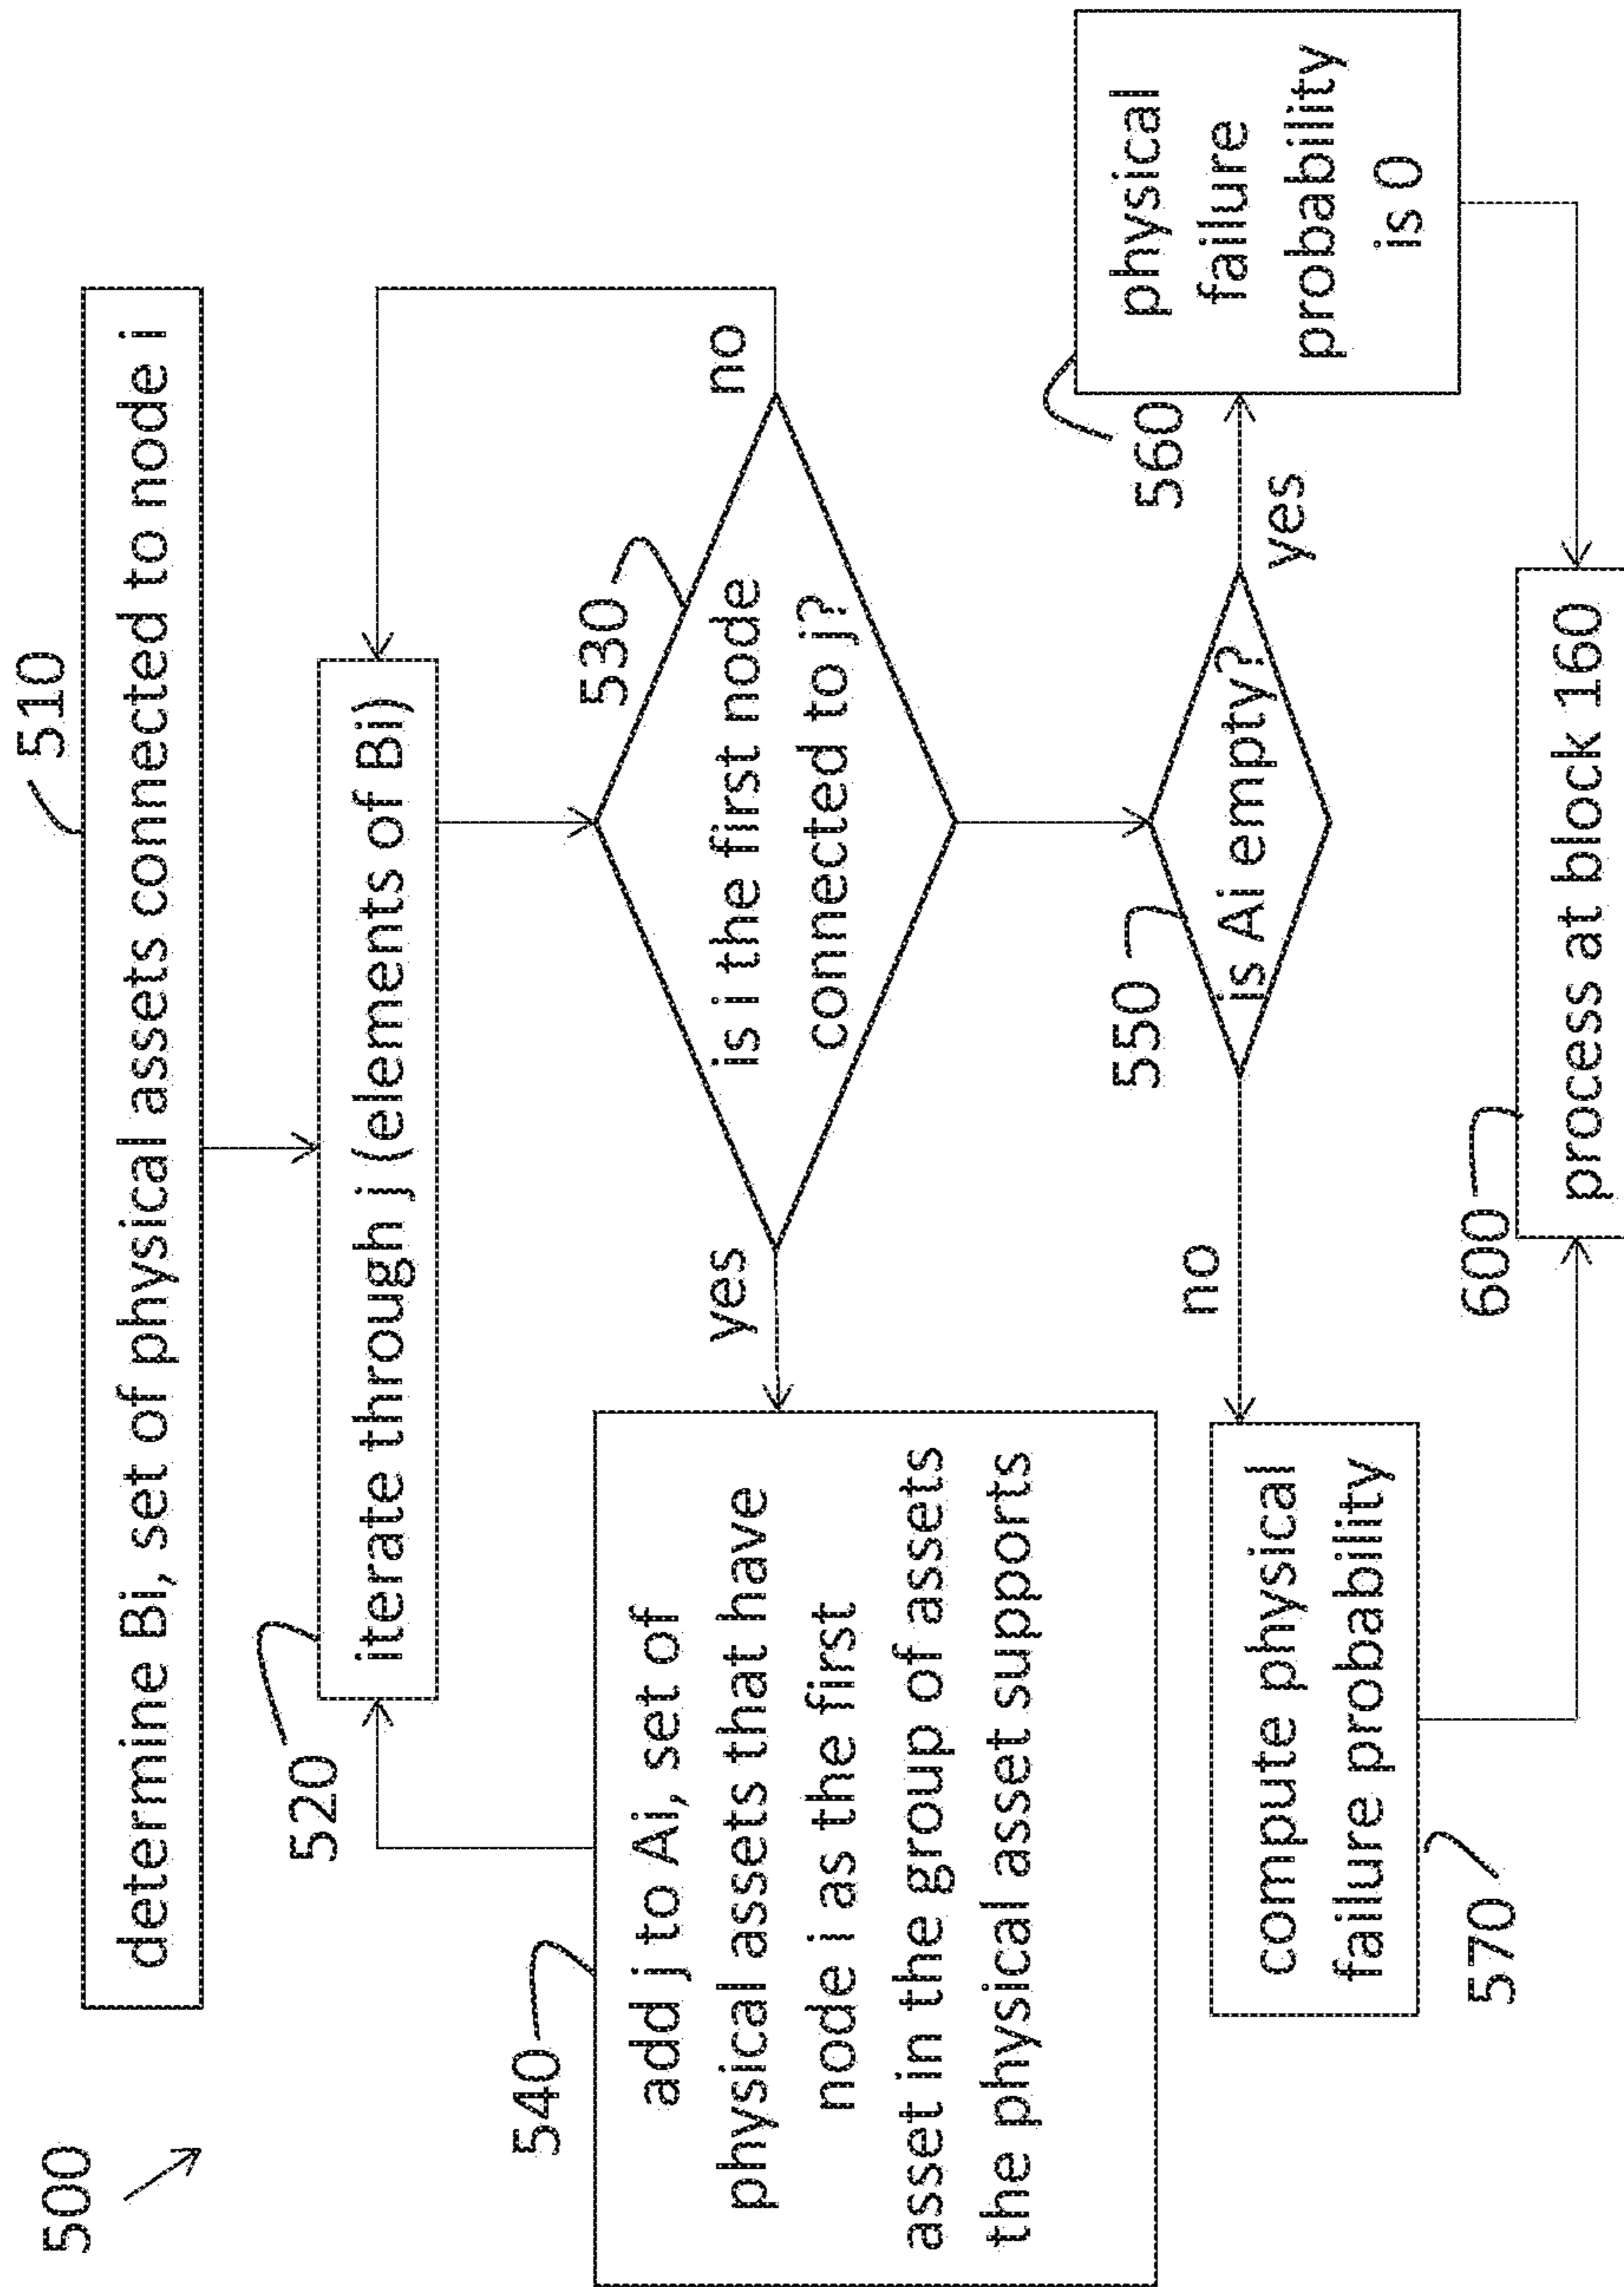 500
510
determine Bi, set of physical assets connected to node i
520
iterate through j (elements of Bi)
530
is i the first node
connected to j?
yes
no
540
add j to Ai, set of
physical assets that have
node i as the first
asset in the group of assets
the physical asset supports
550
is Ai empty?
no
yes
560
physical
failure
probability
is 0
compute physical
failure probability
570
600
process at block 160